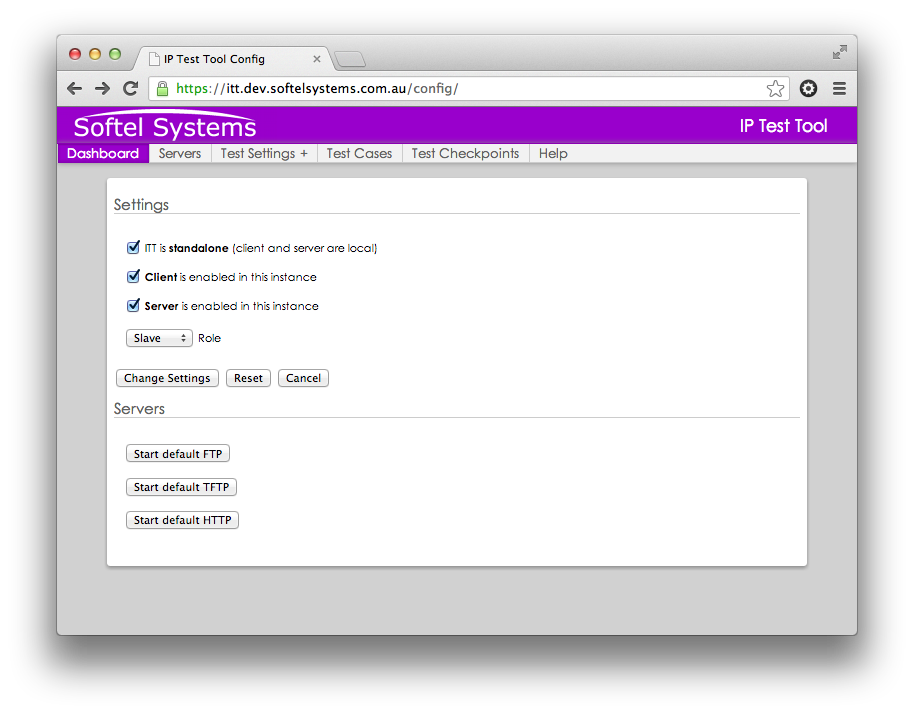 IP Test Tool Config
https://itt.dev.softelsystems.com.au/config/
Softel Systems
IP Test Tool
Dashboard Servers Test Settings + Test Cases Test Checkpoints Help
Settings
ITT is standalone (client and server are local)
Client is enabled in this instance
Server is enabled in this instance
Slave Role
Change Settings Reset Cancel
Servers
Start default FTP
Start default TFTP
Start default HTTP